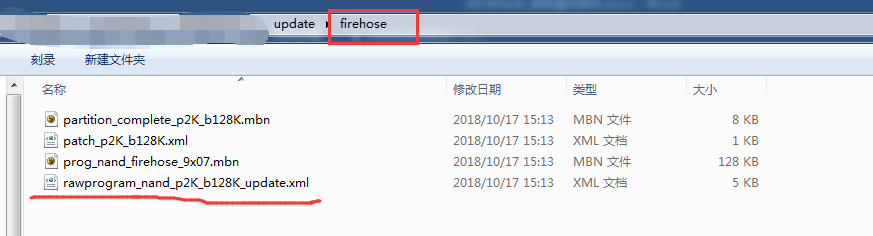 update ▸ firehose
刻录 新建文件夹
名称 修改日期 类型 大小
partition_complete_p2K_b128K.mbn 2018/10/17 15:13 MBN 文件 8 KB
patch_p2K_b128K.xml 2018/10/17 15:13 XML 文档 1 KB
prog_nand_firehose_9x07.mbn 2018/10/17 15:13 MBN 文件 128 KB
rawprogram_nand_p2K_b128K_update.xml 2018/10/17 15:13 XML 文档 5 KB